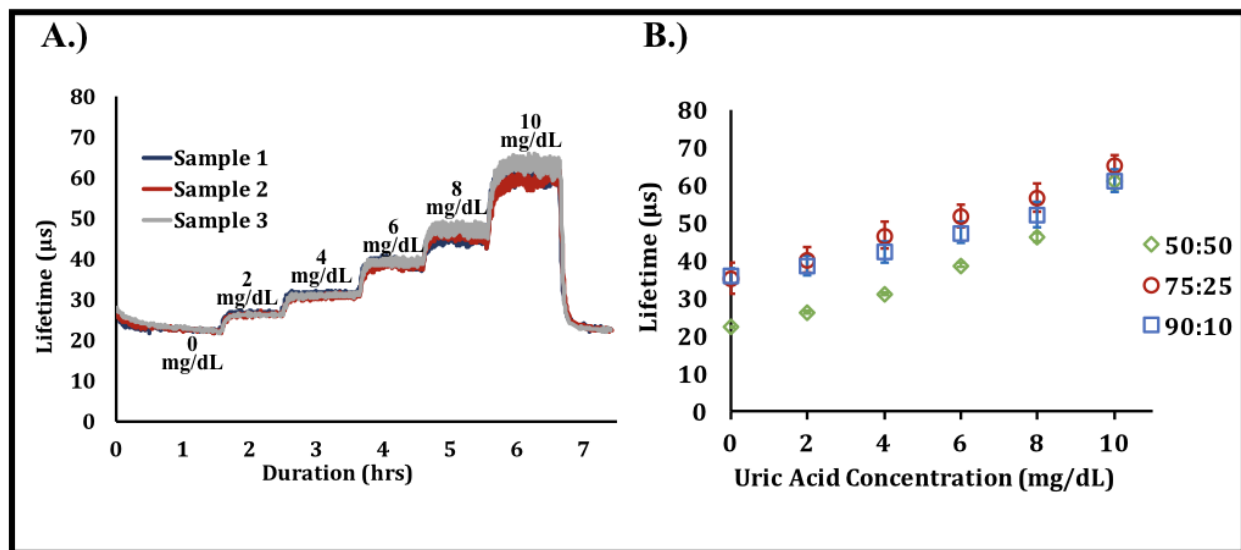 A.)
80
70
60
50
40
30
20
10
0
Lifetime (µs)
Sample 1
Sample 2
Sample 3
0
mg/dL
2
mg/dL
4
mg/dL
6
mg/dL
8
mg/dL
10
mg/dL
0 1 2 3 4 5 6 7
Duration (hrs)
B.)
80
70
60
50
40
30
20
10
0
Lifetime (µs)
50:50
75:25
90:10
0 2 4 6 8 10
Uric Acid Concentration (mg/dL)